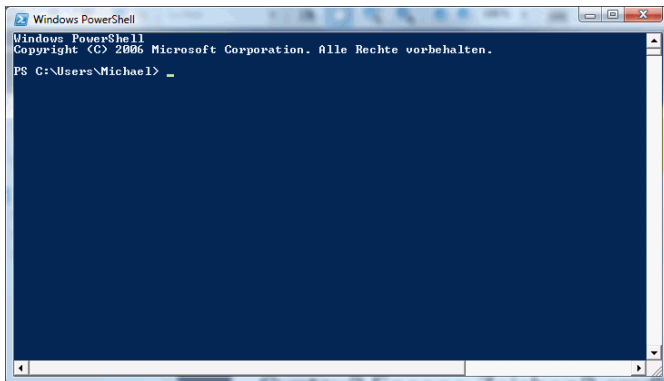 Windows PowerShell
Windows PowerShell
Copyright (C) 2006 Microsoft Corporation. Alle Rechte vorbehalten.
PS C:\Users\Michael> _